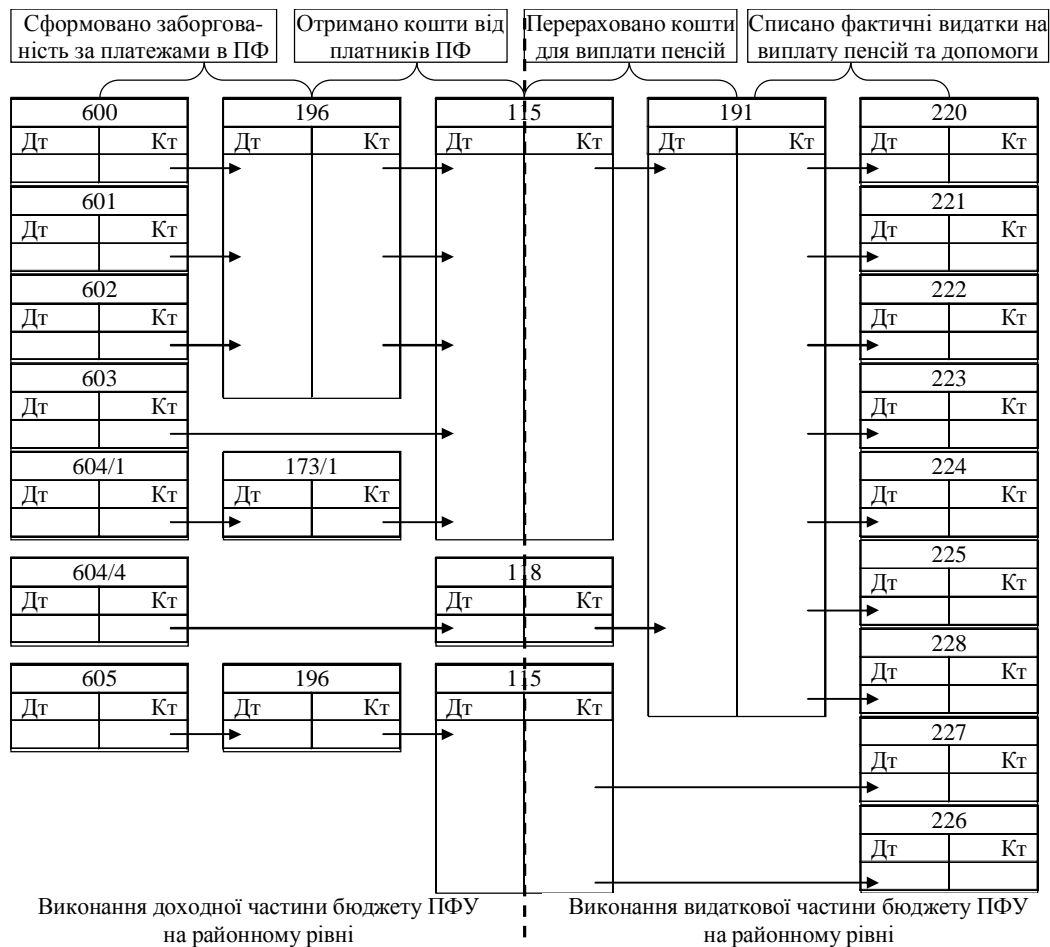 Сформовано заборгова- Отримано кошти від Перераховано кошти Списано фактичні видатки на
ність за платежами в ПФ платників ПФ для виплати пенсій виплату пенсій та допомоги
600 196 115 191 220
Дт Кт Дт Кт Дт Кт Дт Кт Дт Кт
601 221
Дт Кт Дт Кт
602 222
Дт Кт Дт Кт
603 223
Дт Кт Дт Кт
604/1 173/1 224
Дт Кт Дт Кт Дт Кт
604/4 118 225
Дт Кт Дт Кт Дт Кт
228
Дт Кт
605 196 115
Дт Кт Дт Кт Дт Кт
227
Дт Кт
226
Дт Кт
Виконання доходної частини бюджету ПФУ Виконання видаткової частини бюджету ПФУ
на районному рівні на районному рівні